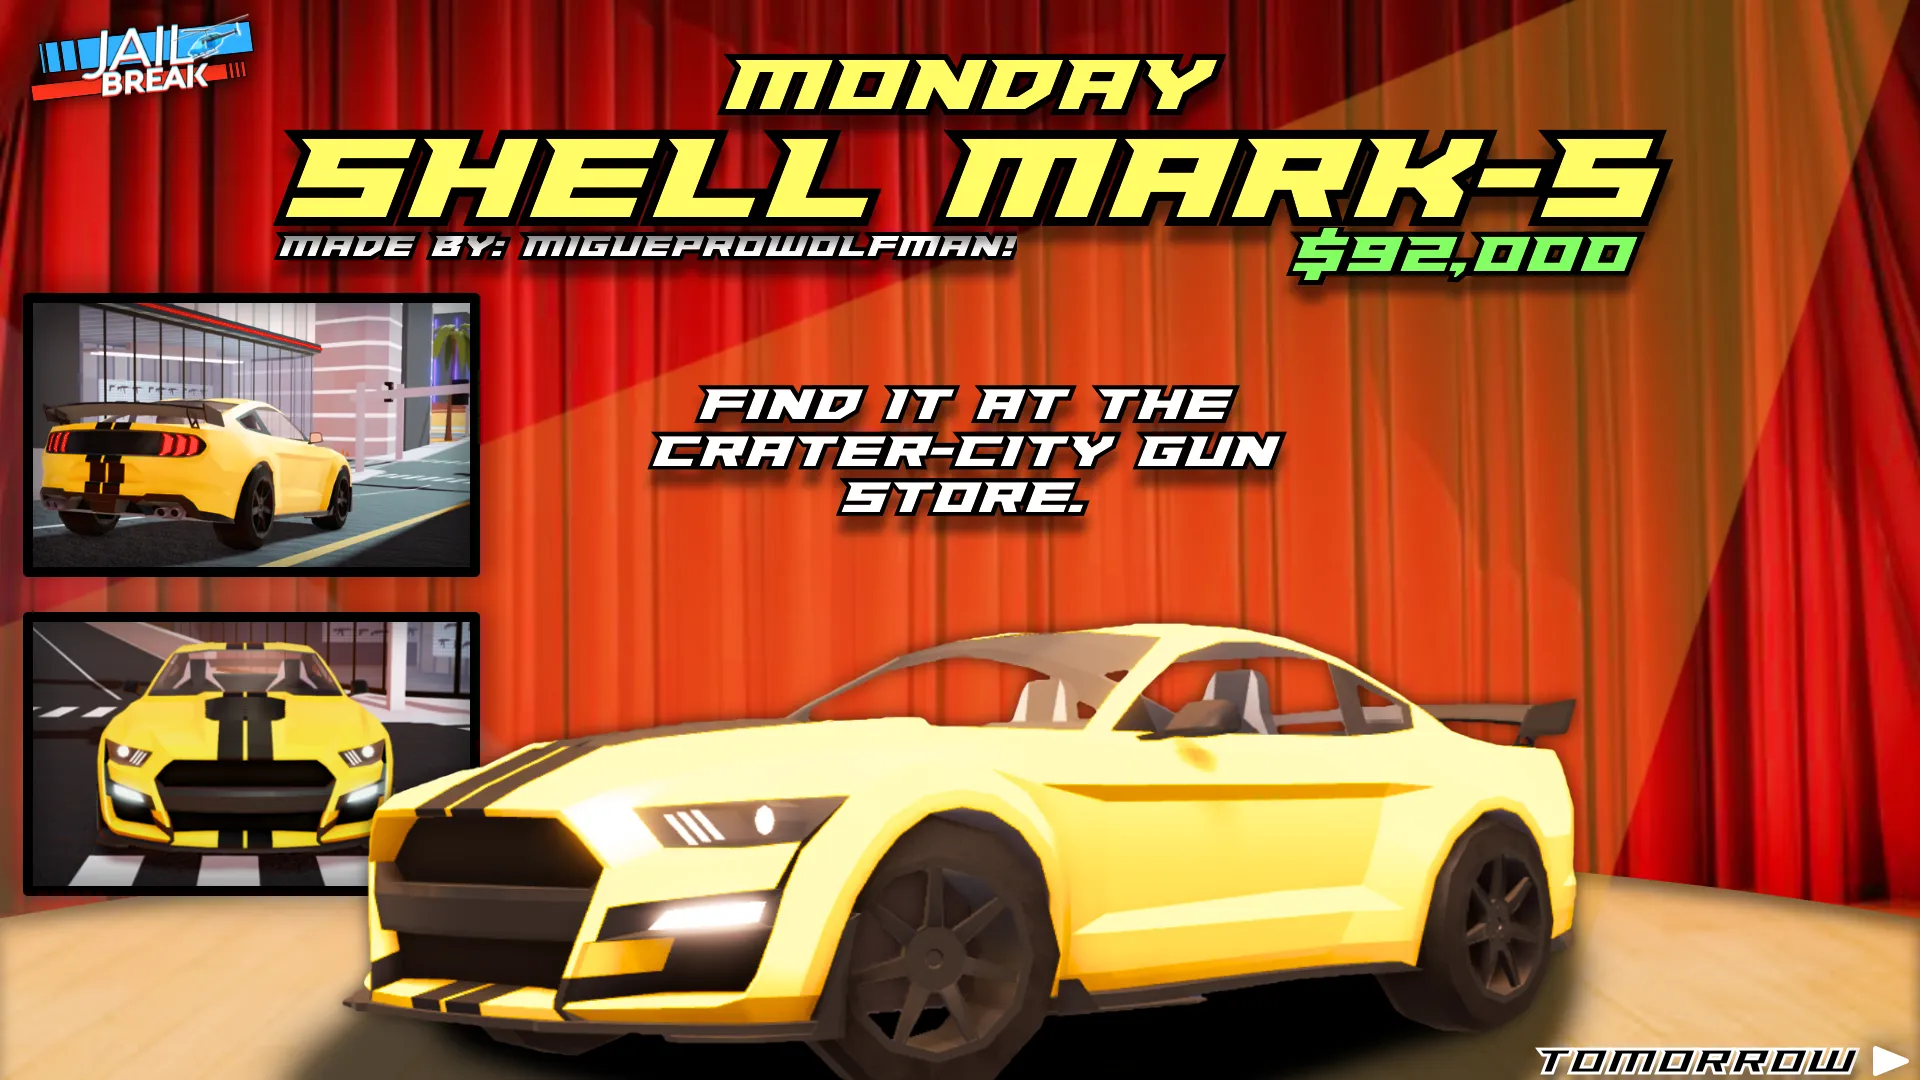 JAIL
BREAK
MONDAY
SHELL MARK-5
MADE BY: MIGUEPROWOLFMAN!
$92,000
FIND IT AT THE
CRATER-CITY GUN
STORE.
TOMORROW